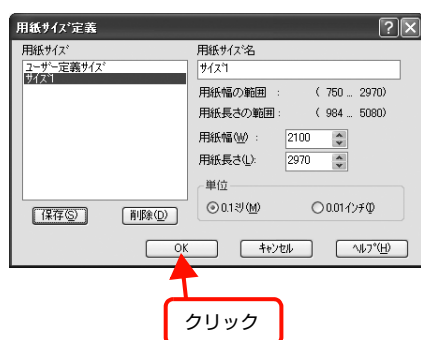 用紙サイズ定義
用紙サイズ
ユーザー定義サイズ
サイズ1
用紙サイズ名
サイズ1
用紙幅の範囲 : ( 750 ... 2970)
用紙長さの範囲 : ( 984 ... 5080)
用紙幅(W) : 2100
用紙長さ(L): 2970
単位
0.1ミリ(M) 0.01インチ(I)
保存(S) 削除(D)
OK キャンセル ヘルプ(H)
クリック